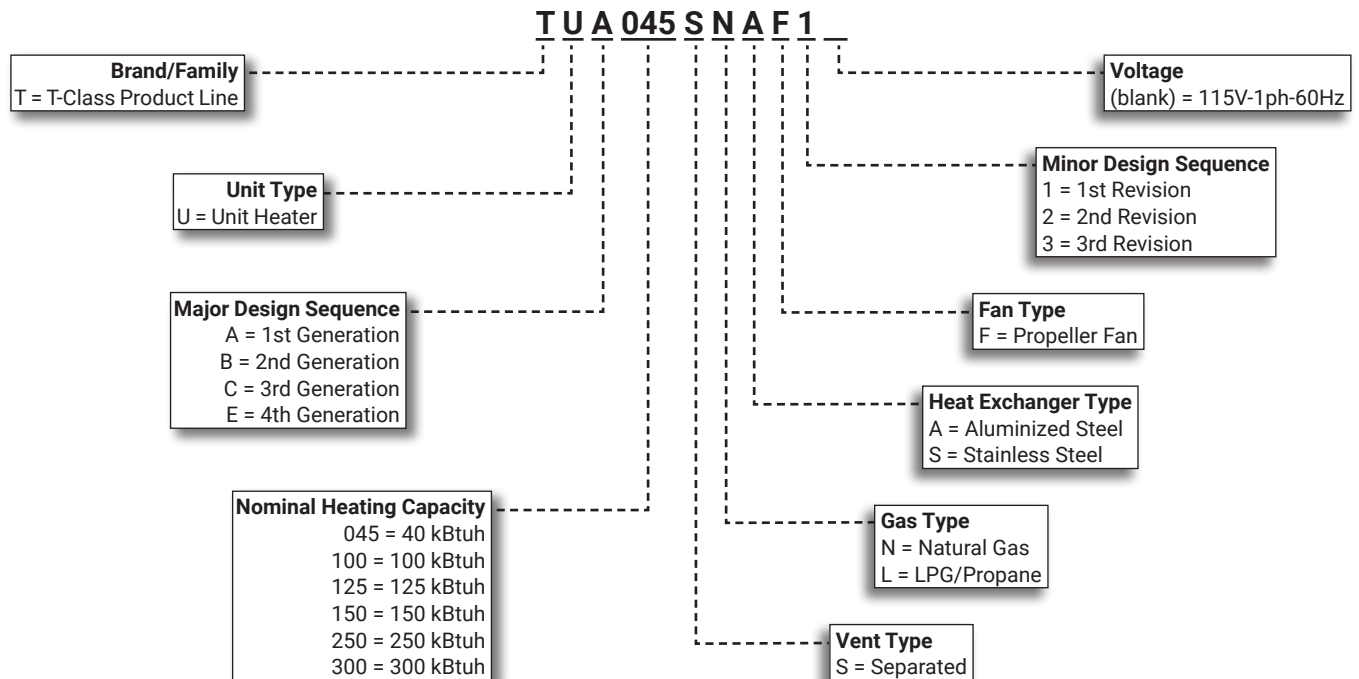 TUA045SNAF1_
Brand/Family
T = T-Class Product Line
Voltage
(blank) = 115V-1ph-60Hz
Unit Type
U = Unit Heater
Minor Design Sequence
1 = 1st Revision
2 = 2nd Revision
3 = 3rd Revision
Major Design Sequence
A = 1st Generation
B = 2nd Generation
C = 3rd Generation
E = 4th Generation
Fan Type
F = Propeller Fan
Heat Exchanger Type
A = Aluminized Steel
S = Stainless Steel
Nominal Heating Capacity
045 = 40 kBtuh
100 = 100 kBtuh
125 = 125 kBtuh
150 = 150 kBtuh
250 = 250 kBtuh
300 = 300 kBtuh
Gas Type
N = Natural Gas
L = LPG/Propane
Vent Type
S = Separated